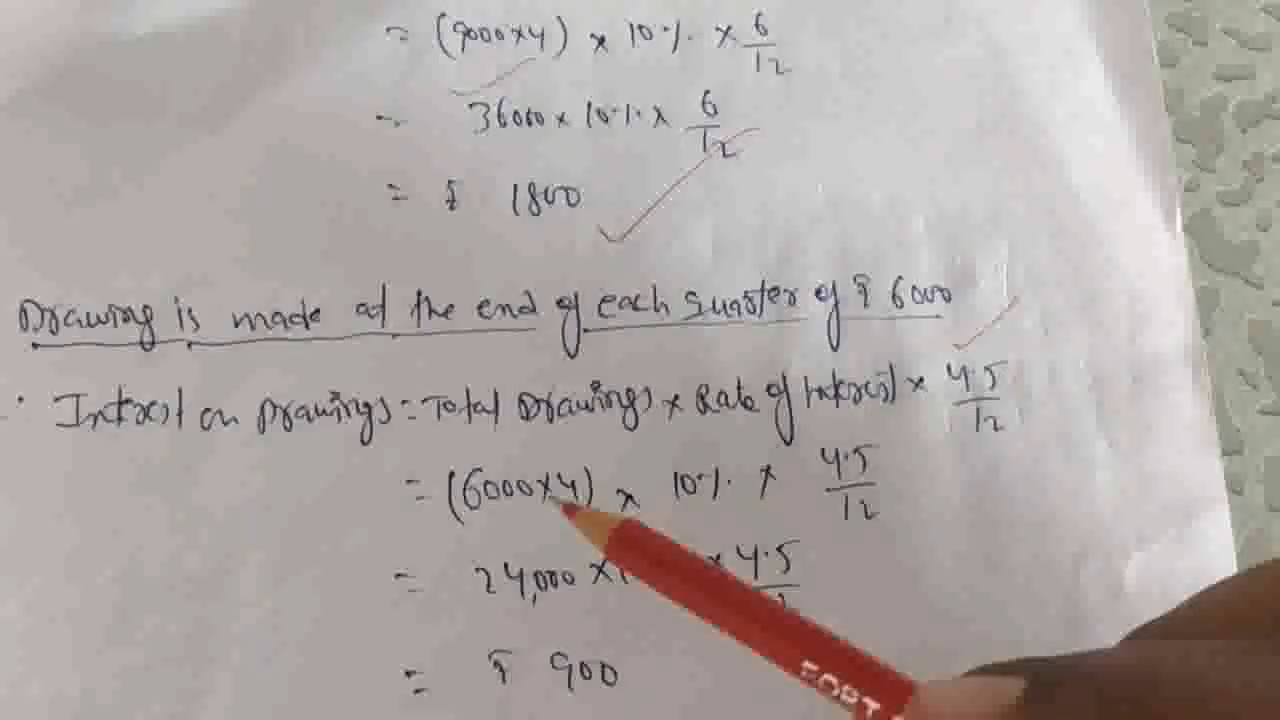 = (9000×4) × 10% × 6/12
= 36000 × 10% × 6/12
= ₹ 1800
Drawing is made at the end of each Quarter of ₹ 6000
∴ Interest on Drawings = Total Drawings × Rate of Interest × 4.5/12
= (6000×4) × 10% × 4.5/12
= 24,000 × 4.5
= ₹ 900